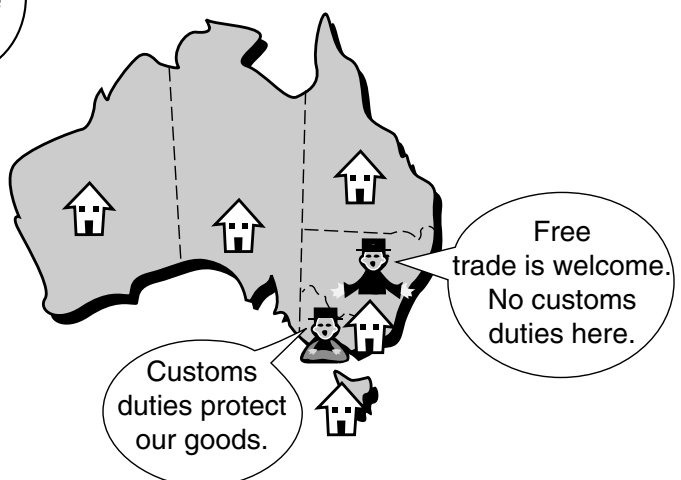 Free
trade is welcome.
No customs
duties here.
Customs
duties protect
our goods.